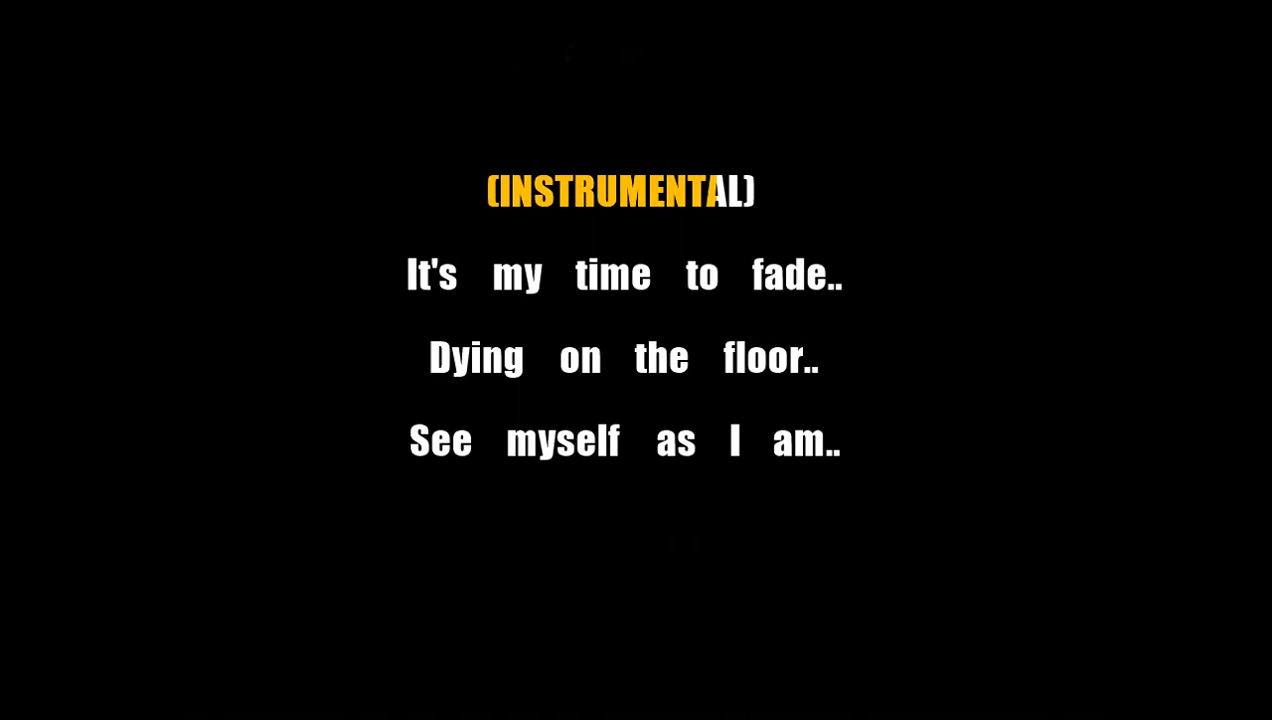 (INSTRUMENTAL)
It's my time to fade..
Dying on the floor..
See myself as I am..